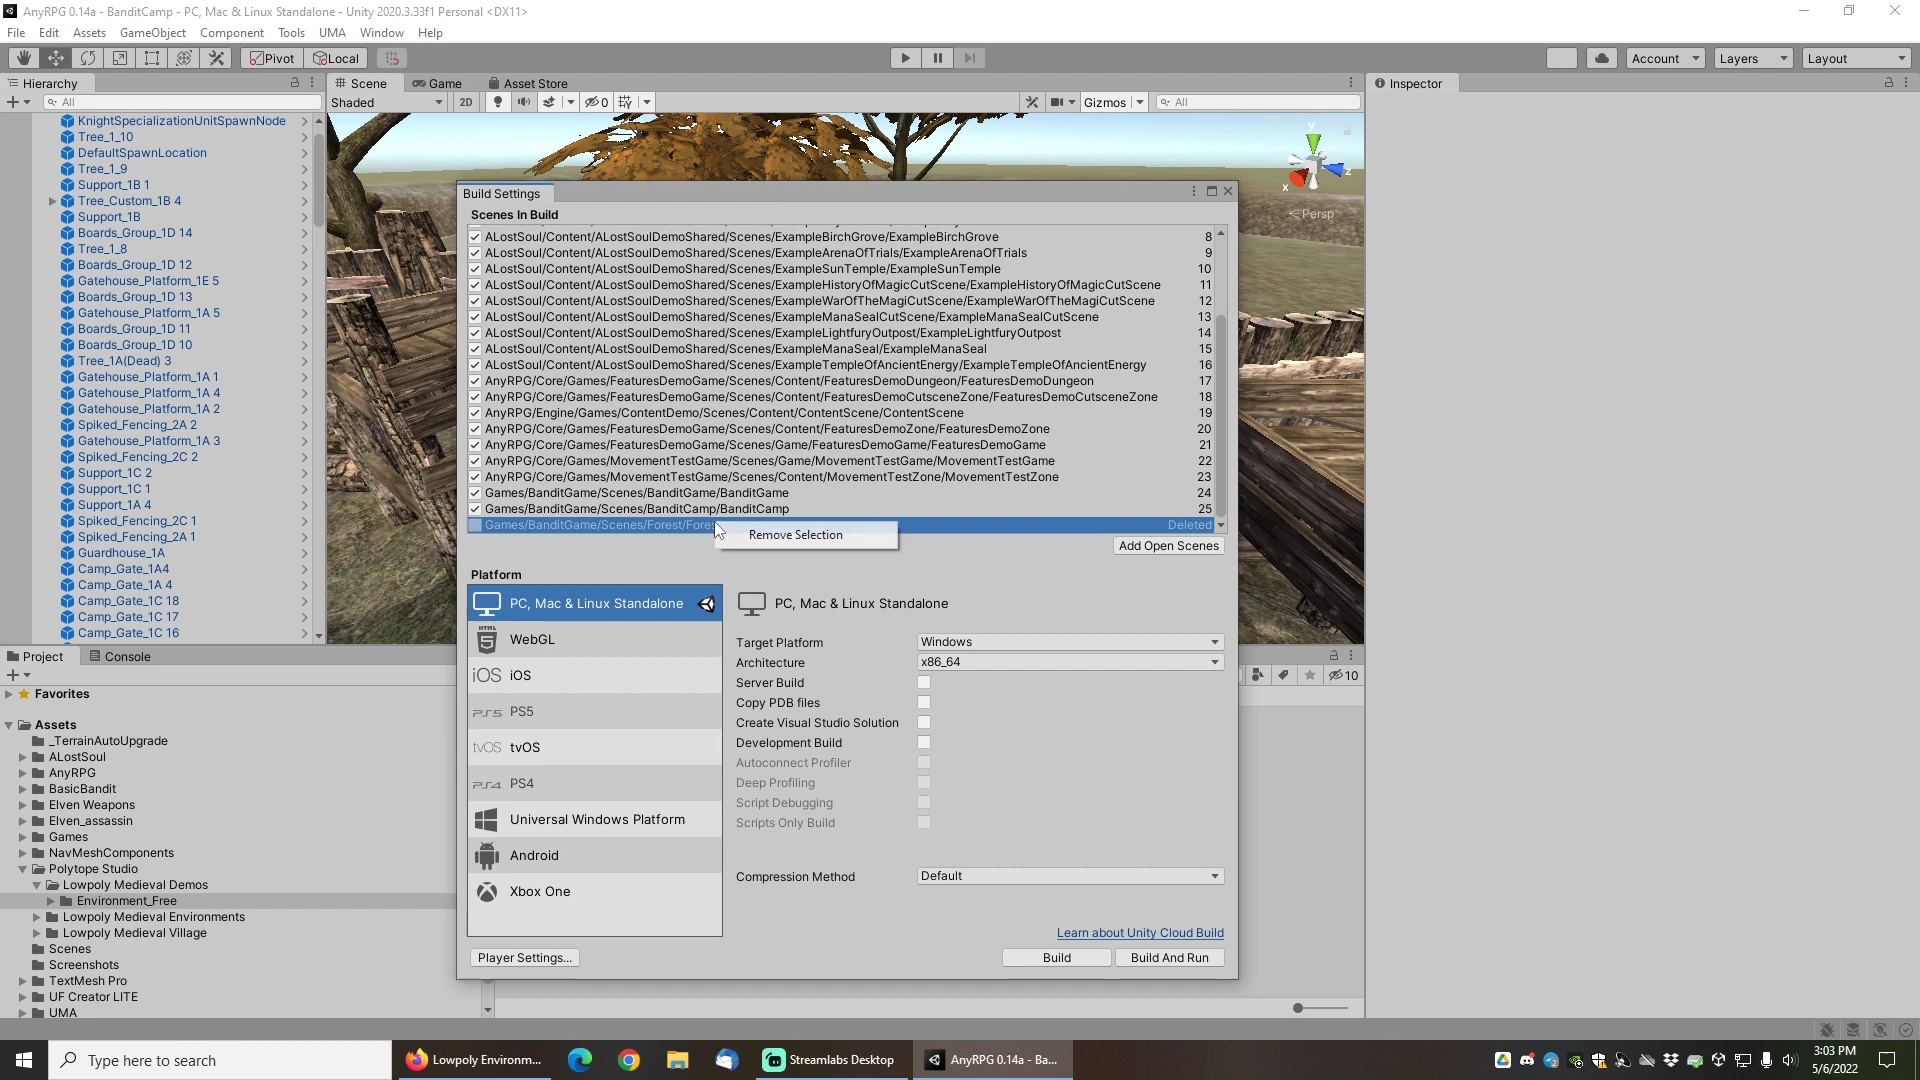 AnyRPG 0.14a - BanditCamp - PC, Mac & Linux Standalone - Unity 2020.3.33f1 Personal <DX11>
File Edit Assets GameObject Component Tools UMA Window Help
Pivot Local Account Layers Layout
Hierarchy Scene Game Asset Store Inspector
All Shaded 2D 0 Gizmos All
KnightSpecializationUnitSpawnNode
Tree_1_10
DefaultSpawnLocation
Tree_1_9
Support_1B 1
Tree_Custom_1B 4
Support_1B
Boards_Group_1D 14
Tree_1_8
Boards_Group_1D 12
Gatehouse_Platform_1E 5
Boards_Group_1D 13
Gatehouse_Platform_1A 5
Boards_Group_1D 11
Boards_Group_1D 10
Tree_1A(Dead) 3
Gatehouse_Platform_1A 1
Gatehouse_Platform_1A 4
Gatehouse_Platform_1A 2
Spiked_Fencing_2A 2
Gatehouse_Platform_1A 3
Spiked_Fencing_2C 2
Support_1C 2
Support_1C 1
Support_1A 4
Spiked_Fencing_2C 1
Spiked_Fencing_2A 1
Guardhouse_1A
Camp_Gate_1A4
Camp_Gate_1A 4
Camp_Gate_1C 18
Camp_Gate_1C 17
Camp_Gate_1C 16
y
x
z
< Persp
Build Settings
Scenes In Build
ALostSoul/Content/ALostSoulDemoShared/Scenes/ExampleBirchGrove/ExampleBirchGrove 8
ALostSoul/Content/ALostSoulDemoShared/Scenes/ExampleArenaOfTrials/ExampleArenaOfTrials 9
ALostSoul/Content/ALostSoulDemoShared/Scenes/ExampleSunTemple/ExampleSunTemple 10
ALostSoul/Content/ALostSoulDemoShared/Scenes/ExampleHistoryOfMagicCutScene/ExampleHistoryOfMagicCutScene 11
ALostSoul/Content/ALostSoulDemoShared/Scenes/ExampleWarOfTheMagiCutScene/ExampleWarOfTheMagiCutScene 12
ALostSoul/Content/ALostSoulDemoShared/Scenes/ExampleManaSealCutScene/ExampleManaSealCutScene 13
ALostSoul/Content/ALostSoulDemoShared/Scenes/ExampleLightfuryOutpost/ExampleLightfuryOutpost 14
ALostSoul/Content/ALostSoulDemoShared/Scenes/ExampleManaSeal/ExampleManaSeal 15
ALostSoul/Content/ALostSoulDemoShared/Scenes/ExampleTempleOfAncientEnergy/ExampleTempleOfAncientEnergy 16
AnyRPG/Core/Games/FeaturesDemoGame/Scenes/Content/FeaturesDemoDungeon/FeaturesDemoDungeon 17
AnyRPG/Core/Games/FeaturesDemoGame/Scenes/Content/FeaturesDemoCutsceneZone/FeaturesDemoCutsceneZone 18
AnyRPG/Engine/Games/ContentDemo/Scenes/Content/ContentScene/ContentScene 19
AnyRPG/Core/Games/FeaturesDemoGame/Scenes/Content/FeaturesDemoZone/FeaturesDemoZone 20
AnyRPG/Core/Games/FeaturesDemoGame/Scenes/Game/FeaturesDemoGame/FeaturesDemoGame 21
AnyRPG/Core/Games/MovementTestGame/Scenes/Game/MovementTestGame/MovementTestGame 22
AnyRPG/Core/Games/MovementTestGame/Scenes/Content/MovementTestZone/MovementTestZone 23
Games/BanditGame/Scenes/BanditGame/BanditGame 24
Games/BanditGame/Scenes/BanditCamp/BanditCamp 25
Games/BanditGame/Scenes/Forest/Fores Deleted
Remove Selection
Add Open Scenes
Platform
PC, Mac & Linux Standalone
HTML 5 WebGL
iOS iOS
PS5 PS5
tvOS tvOS
PS4 PS4
Universal Windows Platform
Android
Xbox One
PC, Mac & Linux Standalone
Target Platform Windows
Architecture x86_64
Server Build
Copy PDB files
Create Visual Studio Solution
Development Build
Autoconnect Profiler
Deep Profiling
Script Debugging
Scripts Only Build
Compression Method Default
Learn about Unity Cloud Build
Player Settings... Build Build And Run
Project Console
10
Favorites
Assets
_TerrainAutoUpgrade
ALostSoul
AnyRPG
BasicBandit
Elven Weapons
Elven_assassin
Games
NavMeshComponents
Polytope Studio
Lowpoly Medieval Demos
Environment_Free
Lowpoly Medieval Environments
Lowpoly Medieval Village
Scenes
Screenshots
TextMesh Pro
UF Creator LITE
UMA
Type here to search
Lowpoly Environm...
Streamlabs Desktop
AnyRPG 0.14a - Ba...
3:03 PM
5/6/2022